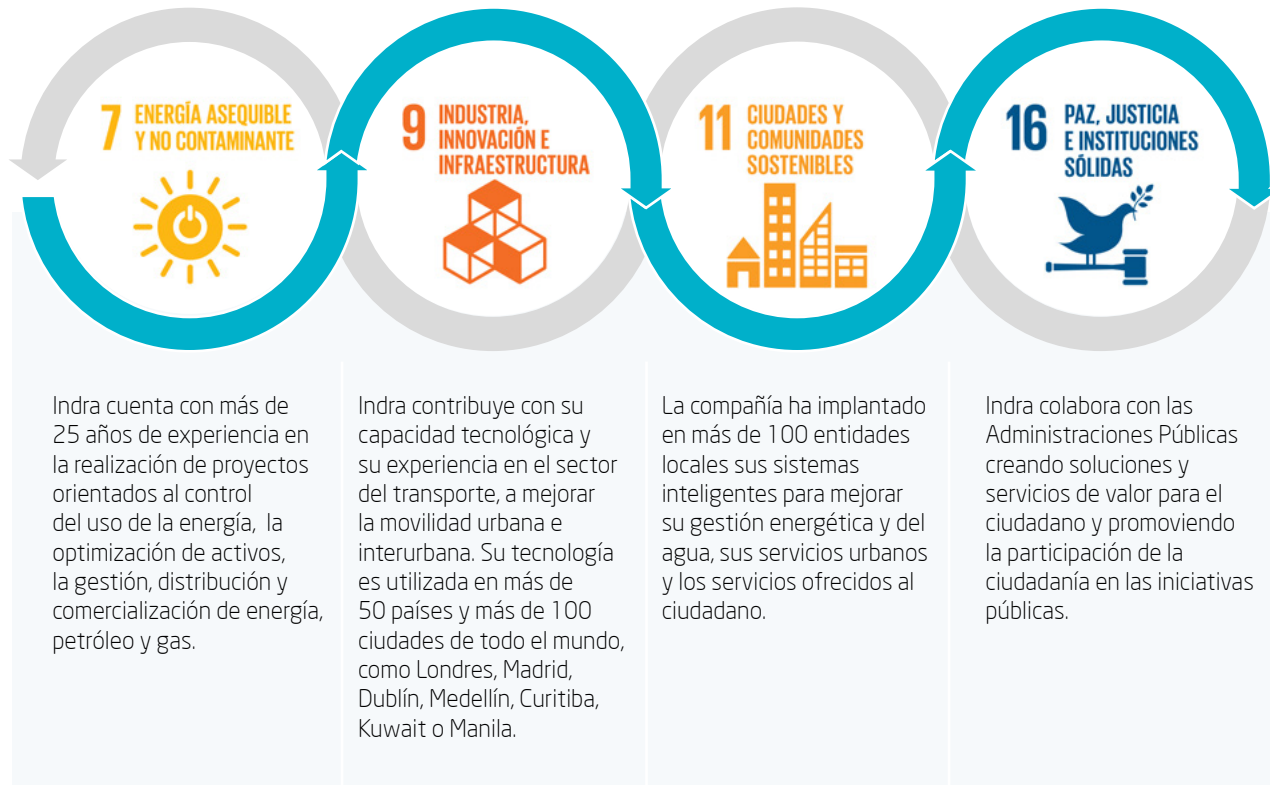 7 ENERGÍA ASEQUIBLE
Y NO CONTAMINANTE
9 INDUSTRIA,
INNOVACIÓN E
INFRAESTRUCTURA
11 CIUDADES Y
COMUNIDADES
SOSTENIBLES
16 PAZ, JUSTICIA
E INSTITUCIONES
SÓLIDAS
Indra cuenta con más de
25 años de experiencia en
la realización de proyectos
orientados al control
del uso de la energía, la
optimización de activos,
la gestión, distribución y
comercialización de energía,
petróleo y gas.
Indra contribuye con su
capacidad tecnológica y
su experiencia en el sector
del transporte, a mejorar
la movilidad urbana e
interurbana. Su tecnología
es utilizada en más de
50 países y más de 100
ciudades de todo el mundo,
como Londres, Madrid,
Dublín, Medellín, Curitiba,
Kuwait o Manila.
La compañía ha implantado
en más de 100 entidades
locales sus sistemas
inteligentes para mejorar
su gestión energética y del
agua, sus servicios urbanos
y los servicios ofrecidos al
ciudadano.
Indra colabora con las
Administraciones Públicas
creando soluciones y
servicios de valor para el
ciudadano y promoviendo
la participación de la
ciudadanía en las iniciativas
públicas.